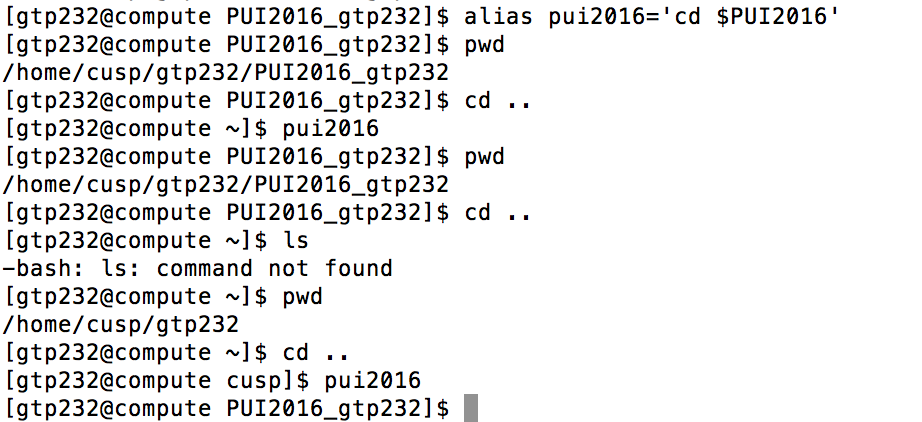 [gtp232@compute PUI2016_gtp232]$ alias pui2016='cd $PUI2016'
[gtp232@compute PUI2016_gtp232]$ pwd
/home/cusp/gtp232/PUI2016_gtp232
[gtp232@compute PUI2016_gtp232]$ cd ..
[gtp232@compute ~]$ pui2016
[gtp232@compute PUI2016_gtp232]$ pwd
/home/cusp/gtp232/PUI2016_gtp232
[gtp232@compute PUI2016_gtp232]$ cd ..
[gtp232@compute ~]$ ls
-bash: ls: command not found
[gtp232@compute ~]$ pwd
/home/cusp/gtp232
[gtp232@compute ~]$ cd ..
[gtp232@compute cusp]$ pui2016
[gtp232@compute PUI2016_gtp232]$